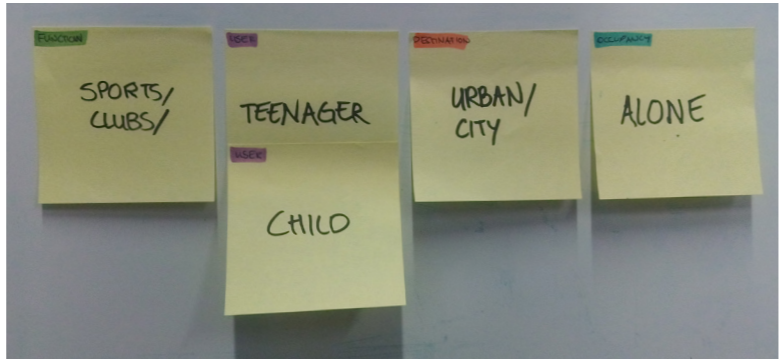 FUNCTION
SPORTS/
CLUBS/
USER
TEENAGER
USER
CHILD
DESTINATION
URBAN/
CITY
OCCUPANCY
ALONE